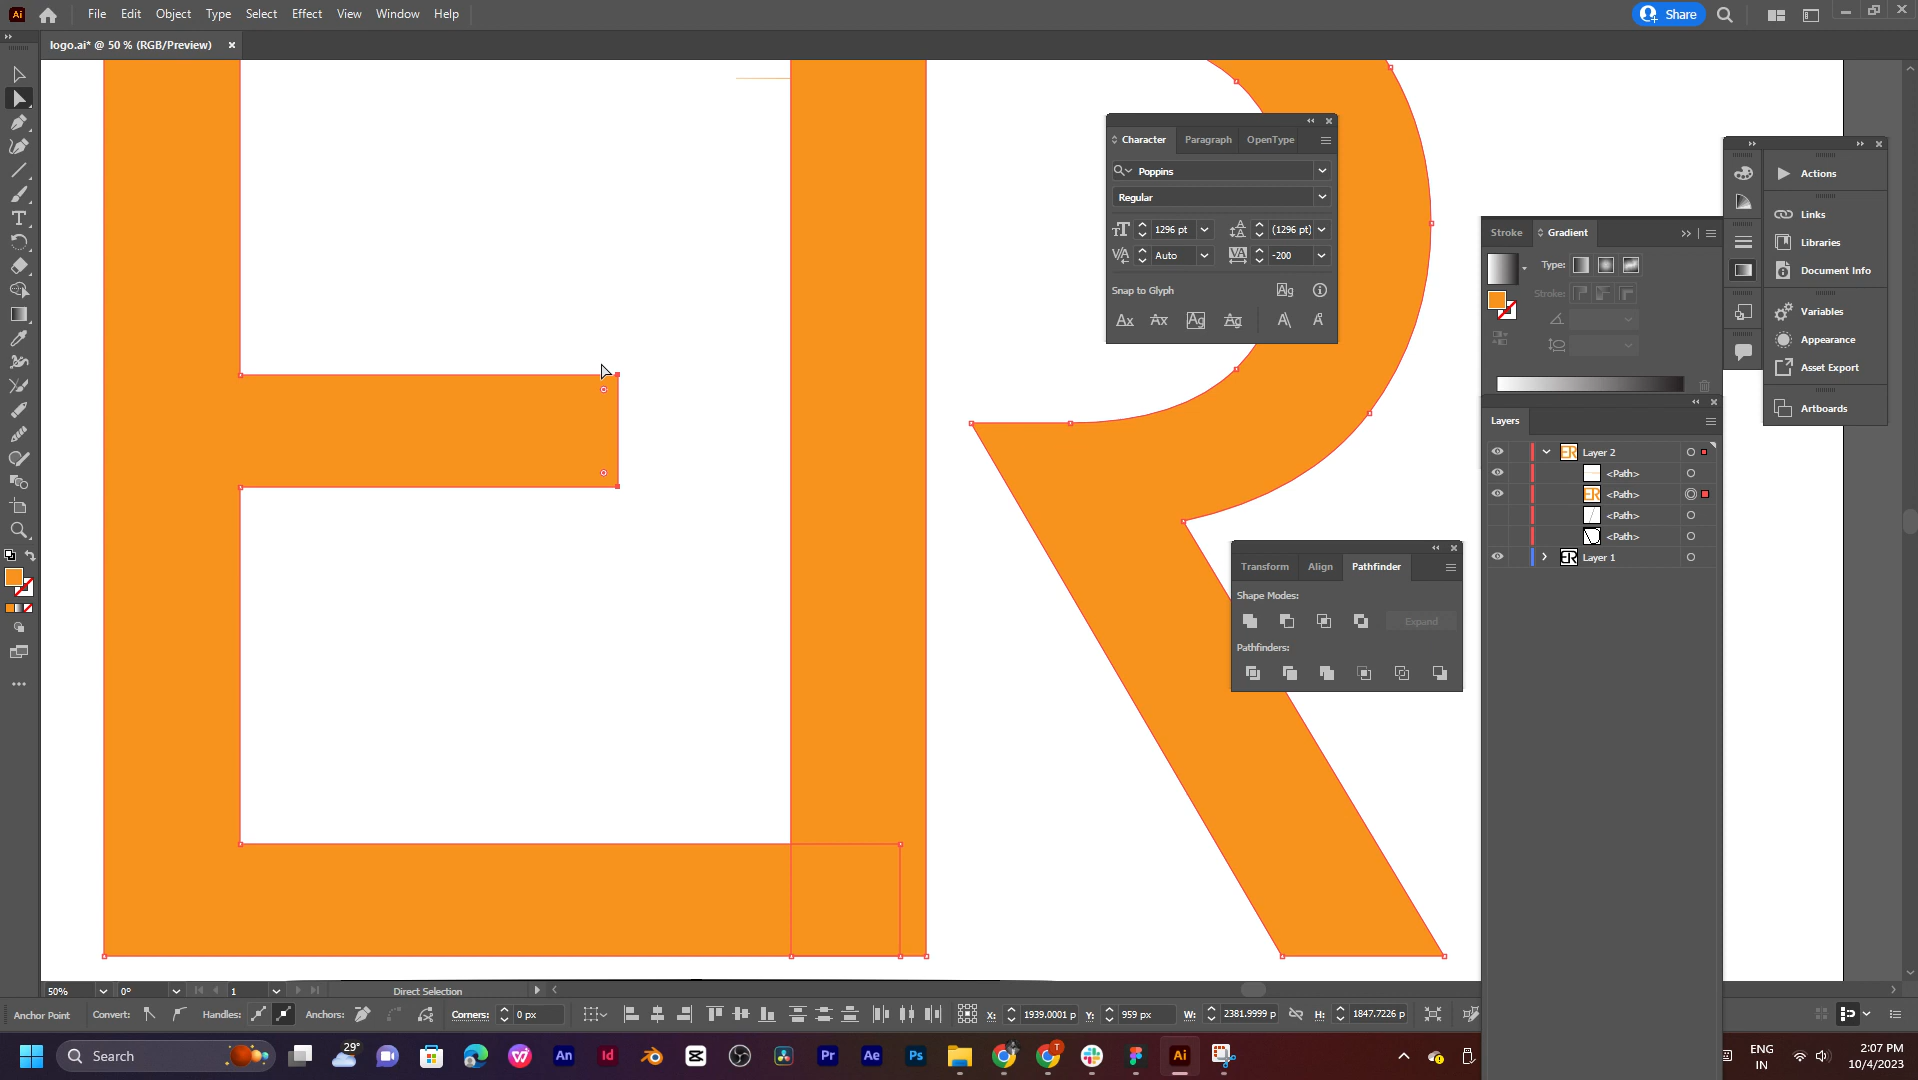 Ai File Edit Object Type Select Effect View Window Help Share
logo.ai* @ 50 % (RGB/Preview)
Character Paragraph OpenType
Poppins
Regular
1296 pt (1296 pt)
Auto -200
Snap to Glyph
Stroke Gradient
Type:
Stroke:
Actions
Links
Libraries
Document Info
Variables
Appearance
Asset Export
Artboards
Layers
Layer 2
<Path>
<Path>
<Path>
<Path>
Layer 1
Transform Align Pathfinder
Shape Modes:
Expand
Pathfinders:
50% 0° 1 Direct Selection
Anchor Point Convert: Handles: Anchors: Corners: 0 px X: 1939.0001 p Y: 959 px W: 2381.9999 p H: 1847.7226 p
Search 29° An Id Pr Ae Ps Ai ENG IN 2:07 PM 10/4/2023